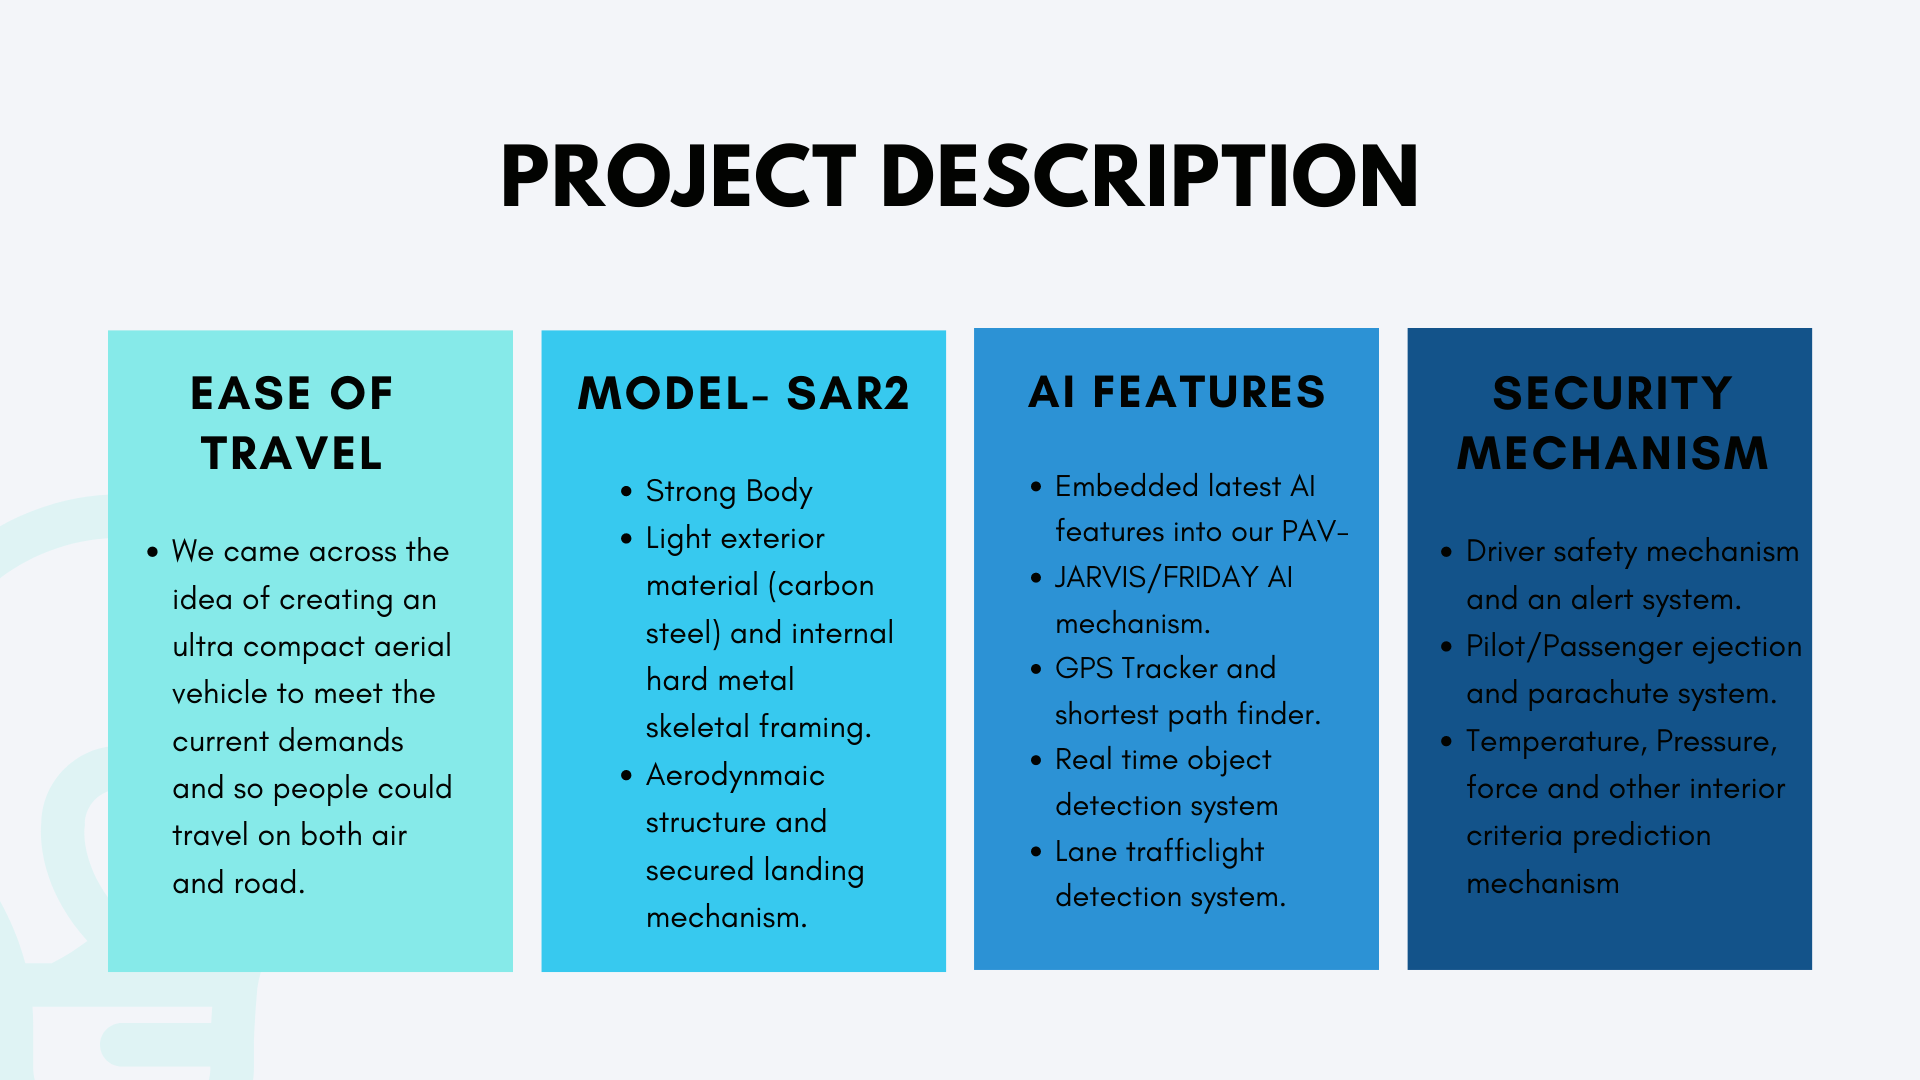 PROJECT DESCRIPTION
EASE OF
TRAVEL
• We came across the
idea of creating an
ultra compact aerial
vehicle to meet the
current demands
and so people could
travel on both air
and road.
MODEL- SAR2
• Strong Body
• Light exterior
material (carbon
steel) and internal
hard metal
skeletal framing.
• Aerodynmaic
structure and
secured landing
mechanism.
AI FEATURES
• Embedded latest AI
features into our PAV-
• JARVIS/FRIDAY AI
mechanism.
• GPS Tracker and
shortest path finder.
• Real time object
detection system
• Lane trafficlight
detection system.
SECURITY
MECHANISM
• Driver safety mechanism
and an alert system.
• Pilot/Passenger ejection
and parachute system.
• Temperature, Pressure,
force and other interior
criteria prediction
mechanism